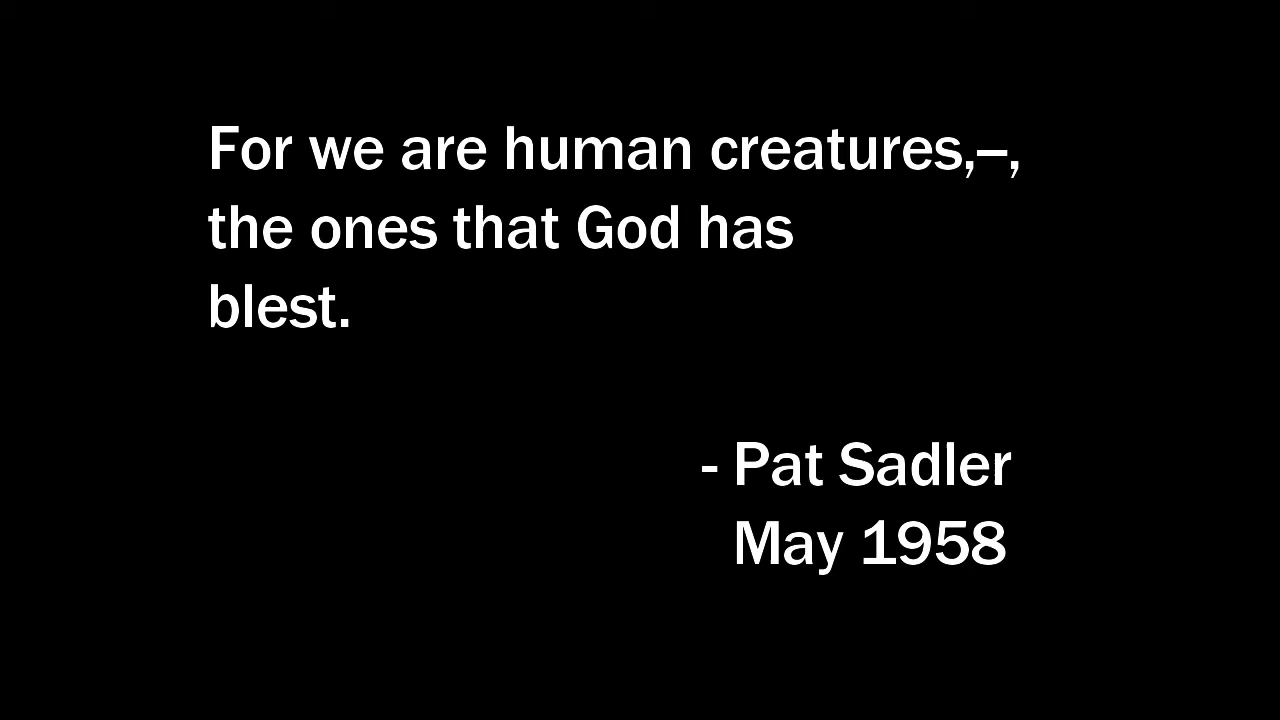 For we are human creatures,–,
the ones that God has
blest.
- Pat Sadler
May 1958